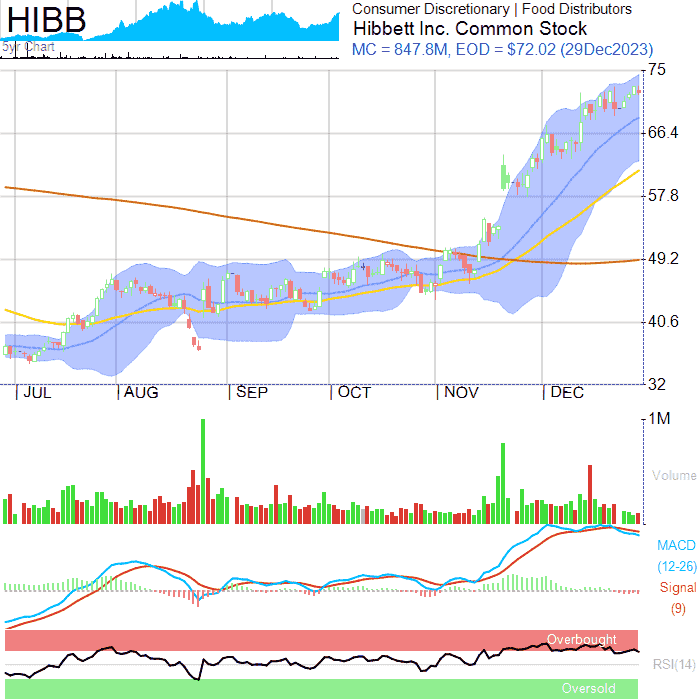 HIBB
Consumer Discretionary | Food Distributors
Hibbett Inc. Common Stock
5yr Chart
MC = 847.8M, EOD = $72.02 (29Dec2023)
75
66.4
57.8
49.2
40.6
32
| JUL | AUG | SEP | OCT | NOV | DEC
1M
Volume
MACD
(12-26)
Signal
(9)
Overbought
RSI(14)
Oversold